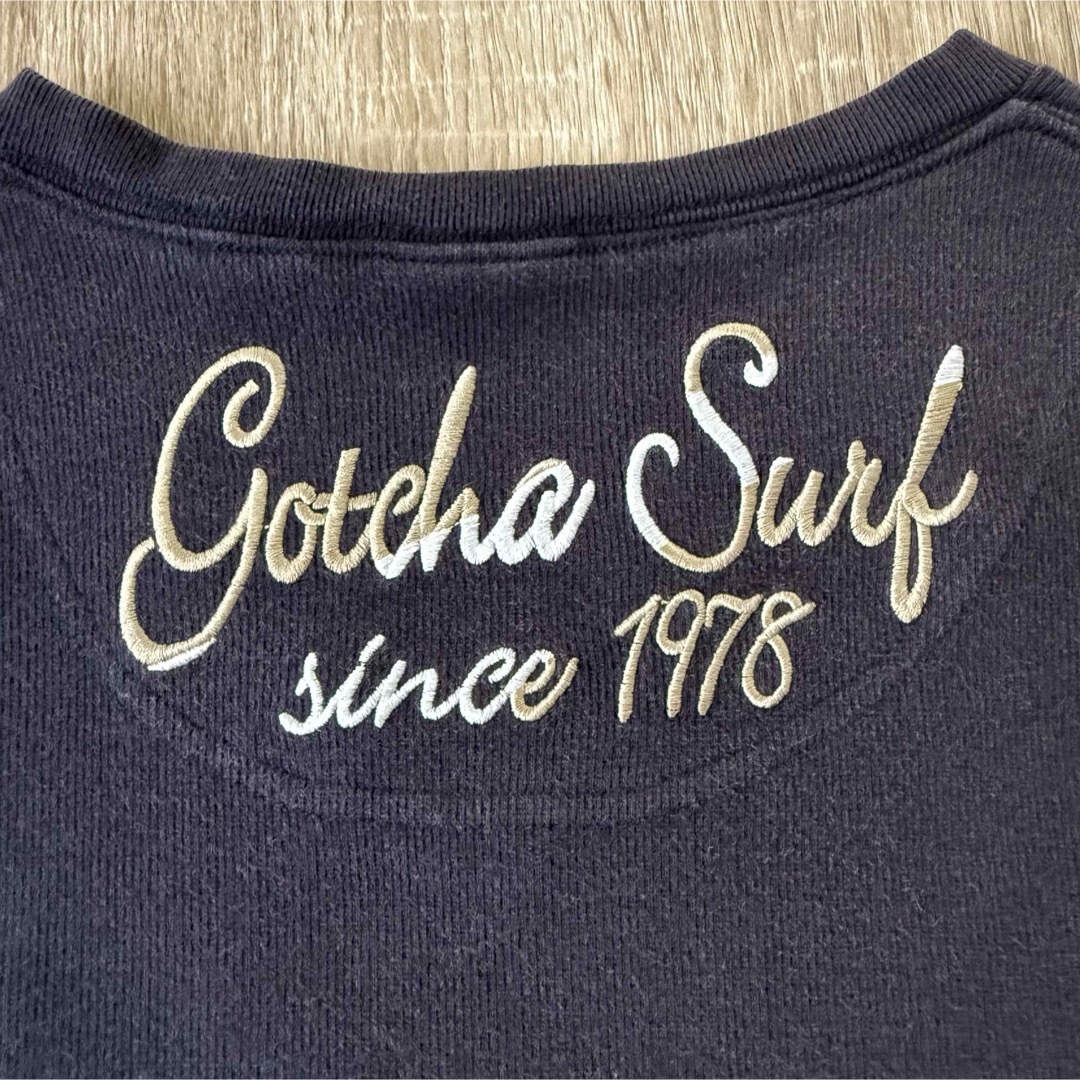 Gotcha Surf
since 1978